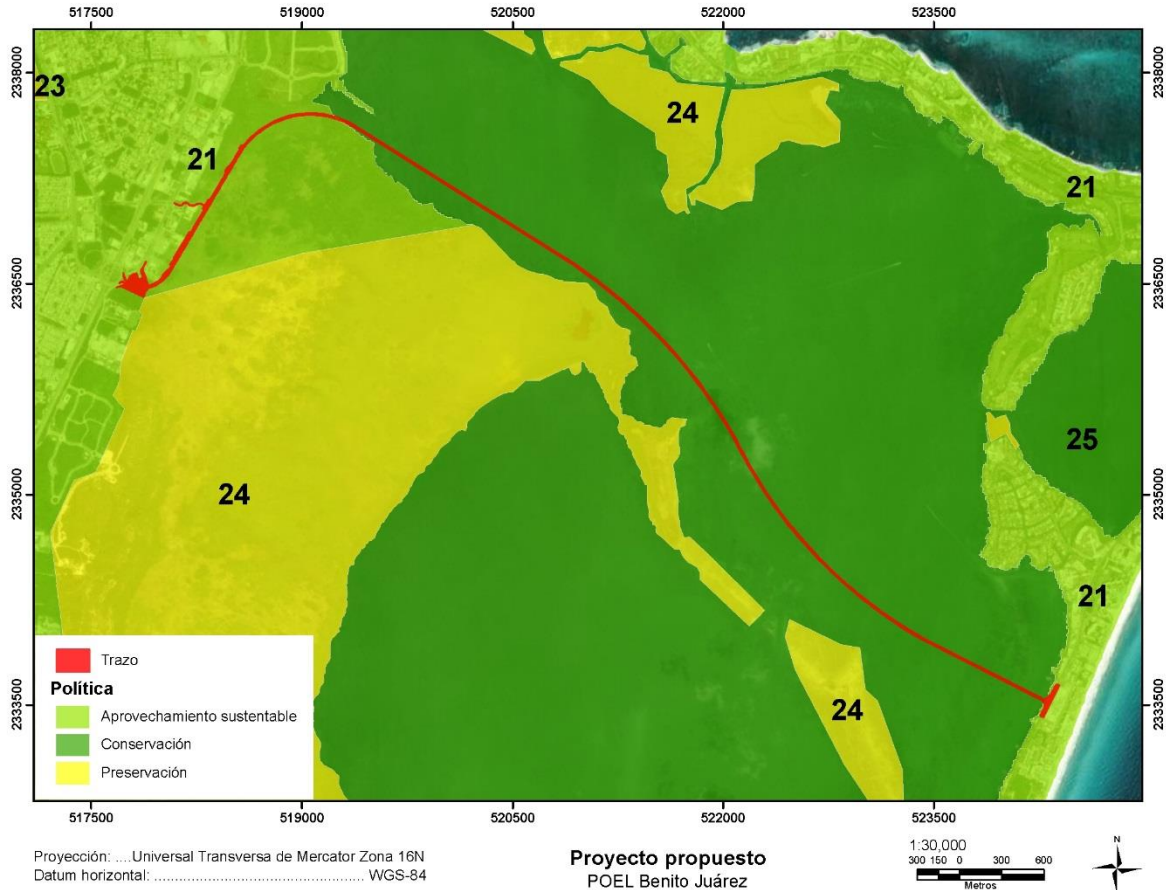 517500 519000 520500 522000 523500
2338000 2338000
23
24
21
21
2336500 2336500
25
2335000 2335000
24
21
24
2333500 2333500
Trazo
Política
Aprovechamiento sustentable
Conservación
Preservación
517500 519000 520500 522000 523500
Proyección: ....Universal Transversa de Mercator Zona 16N
Datum horizontal: ................................................ WGS-84
Proyecto propuesto
POEL Benito Juárez
1:30,000
300 150 0 300 600
Metros
N